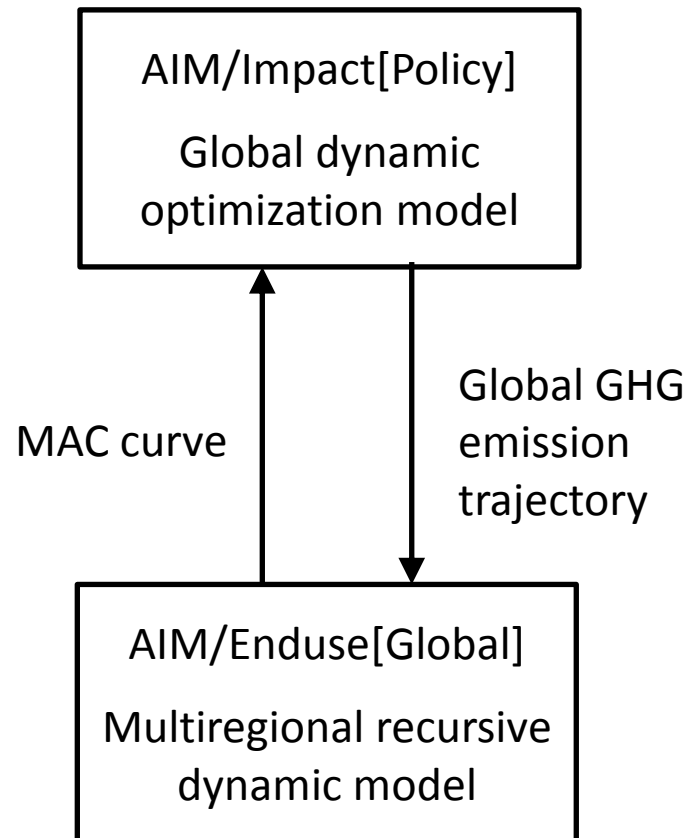 AIM/Impact[Policy]
Global dynamic
optimization model
MAC curve
Global GHG
emission
trajectory
AIM/Enduse[Global]
Multiregional recursive
dynamic model